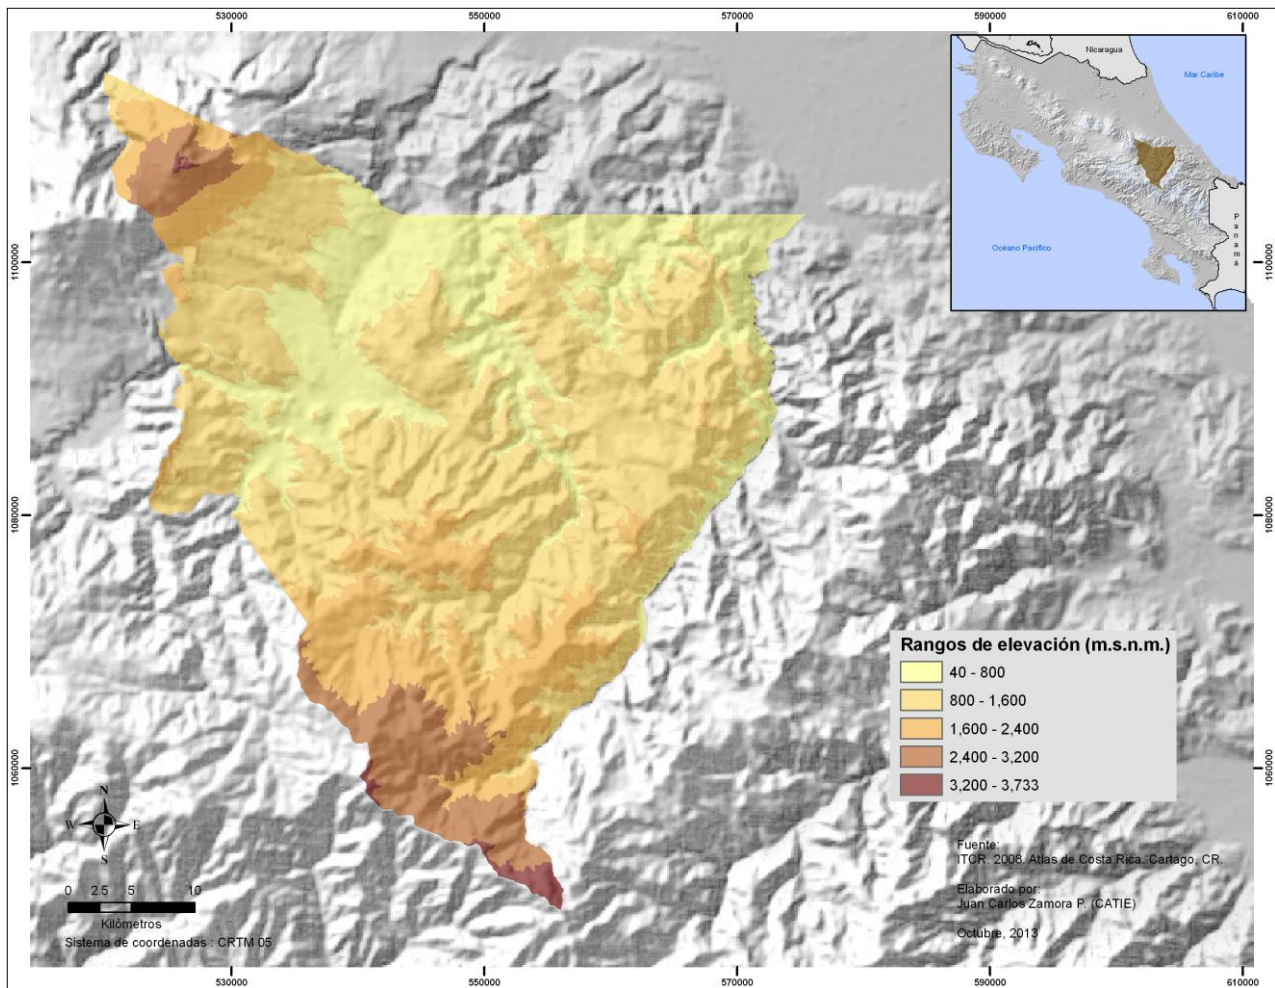 530000
550000
570000
590000
610000
Nicaragua
Mar Caribe
Océano Pacífico
Panamá
1100000
1100000
1080000
1080000
1060000
1060000
Rangos de elevación (m.s.n.m.)
40 - 800
800 - 1,600
1,600 - 2,400
2,400 - 3,200
3,200 - 3,733
N
W E
S
0 2.5 5 10
Kilómetros
Sistema de coordenadas : CRTM 05
Fuente:
ITCR. 2008. Atlas de Costa Rica. Cartago, CR.
Elaborado por:
Juan Carlos Zamora P. (CATIE)
Octubre, 2013
530000
550000
570000
590000
610000